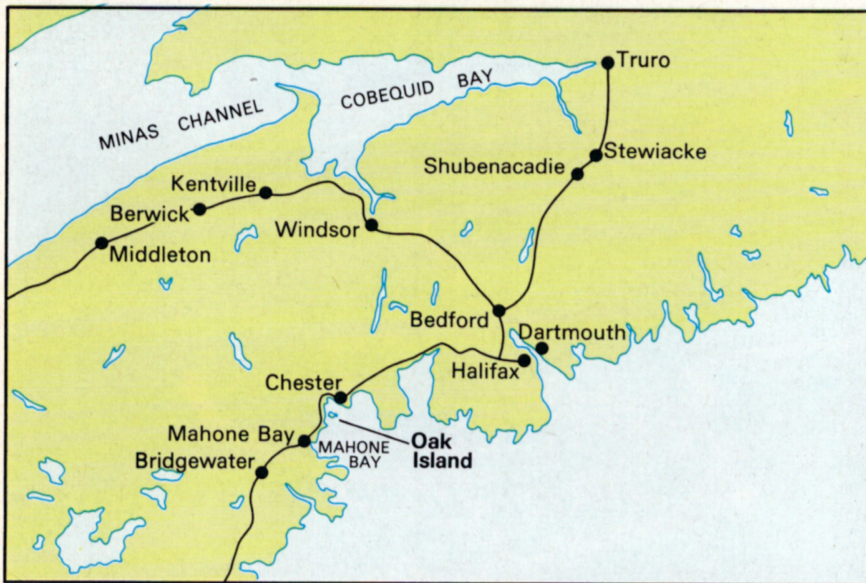 Truro
COBEQUID BAY
MINAS CHANNEL
Stewiacke
Shubenacadie
Kentville
Berwick
Windsor
Middleton
Bedford
Dartmouth
Halifax
Chester
Mahone Bay
MAHONE
BAY
Oak
Island
Bridgewater